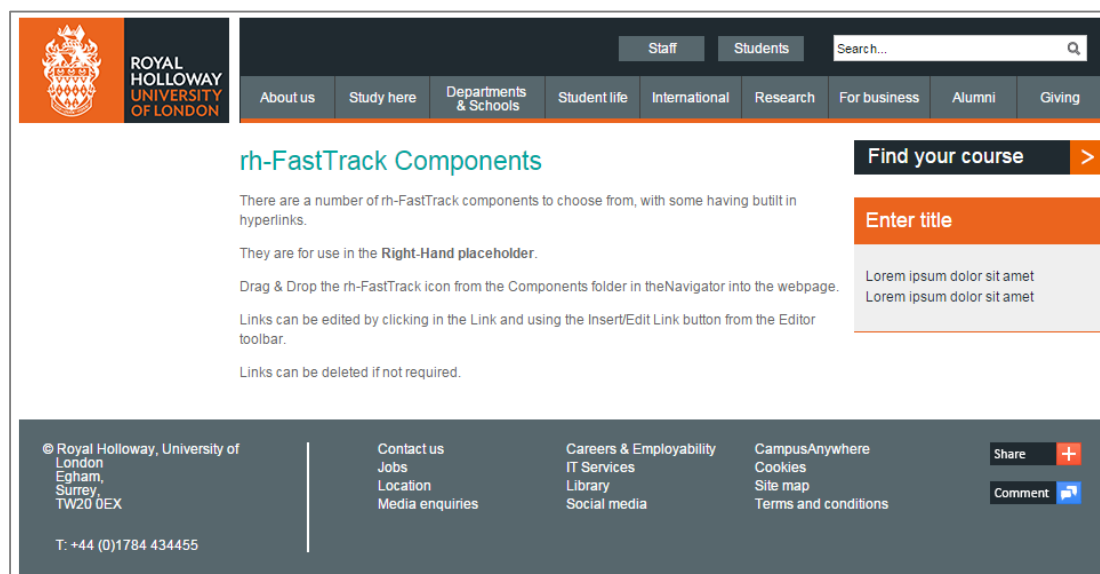 ROYAL
HOLLOWAY
UNIVERSITY
OF LONDON
Staff
Students
Search...
About us
Study here
Departments
& Schools
Student life
International
Research
For business
Alumni
Giving
rh-FastTrack Components
There are a number of rh-FastTrack components to choose from, with some having butilt in
hyperlinks.
They are for use in the Right-Hand placeholder.
Drag & Drop the rh-FastTrack icon from the Components folder in theNavigator into the webpage.
Links can be edited by clicking in the Link and using the Insert/Edit Link button from the Editor
toolbar.
Links can be deleted if not required.
Find your course >
Enter title
Lorem ipsum dolor sit amet
Lorem ipsum dolor sit amet
© Royal Holloway, University of
London
Egham,
Surrey,
TW20 0EX
T: +44 (0)1784 434455
Contact us
Jobs
Location
Media enquiries
Careers & Employability
IT Services
Library
Social media
CampusAnywhere
Cookies
Site map
Terms and conditions
Share
Comment